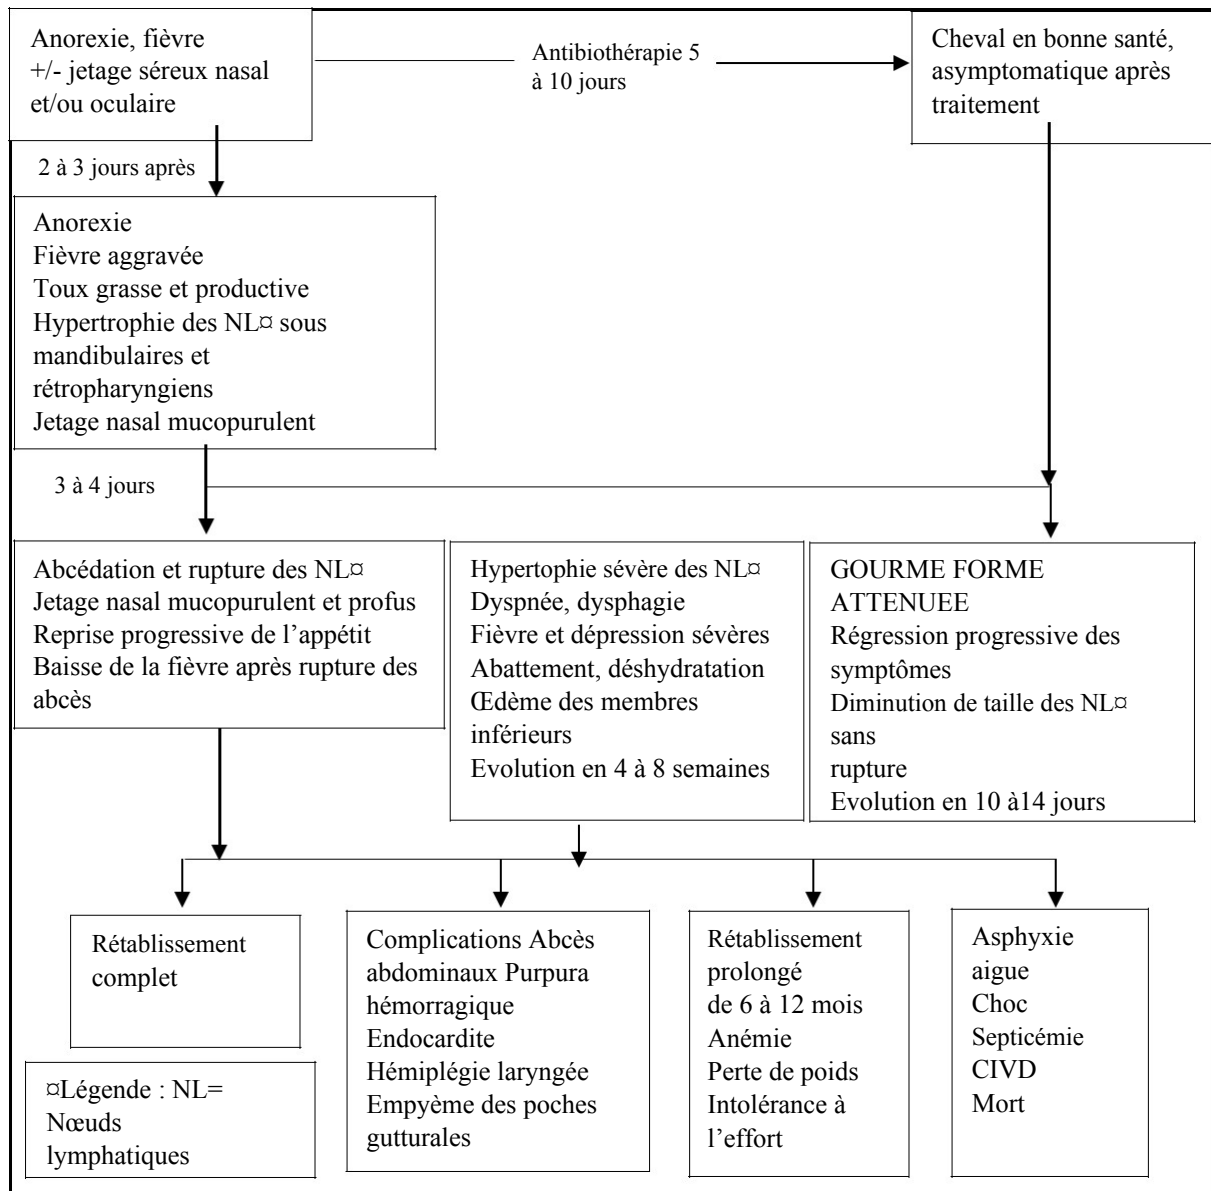 Anorexie, fièvre
+/- jetage séreux nasal
et/ou oculaire
Antibiothérapie 5
à 10 jours
Cheval en bonne santé,
asymptomatique après
traitement
2 à 3 jours après
Anorexie
Fièvre aggravée
Toux grasse et productive
Hypertrophie des NL¤ sous
mandibulaires et
rétropharyngiens
Jetage nasal mucopurulent
3 à 4 jours
Abcédation et rupture des NL¤
Jetage nasal mucopurulent et profus
Reprise progressive de l’appétit
Baisse de la fièvre après rupture des
abcès
Hypertophie sévère des NL¤
Dyspnée, dysphagie
Fièvre et dépression sévères
Abattement, déshydratation
Œdème des membres
inférieurs
Evolution en 4 à 8 semaines
GOURME FORME
ATTENUEE
Régression progressive des
symptômes
Diminution de taille des NL¤
sans
rupture
Evolution en 10 à14 jours
Rétablissement
complet
Complications Abcès
abdominaux Purpura
hémorragique
Endocardite
Hémiplégie laryngée
Empyème des poches
gutturales
Rétablissement
prolongé
de 6 à 12 mois
Anémie
Perte de poids
Intolérance à
l’effort
Asphyxie
aigue
Choc
Septicémie
CIVD
Mort
¤Légende : NL=
Nœuds
lymphatiques